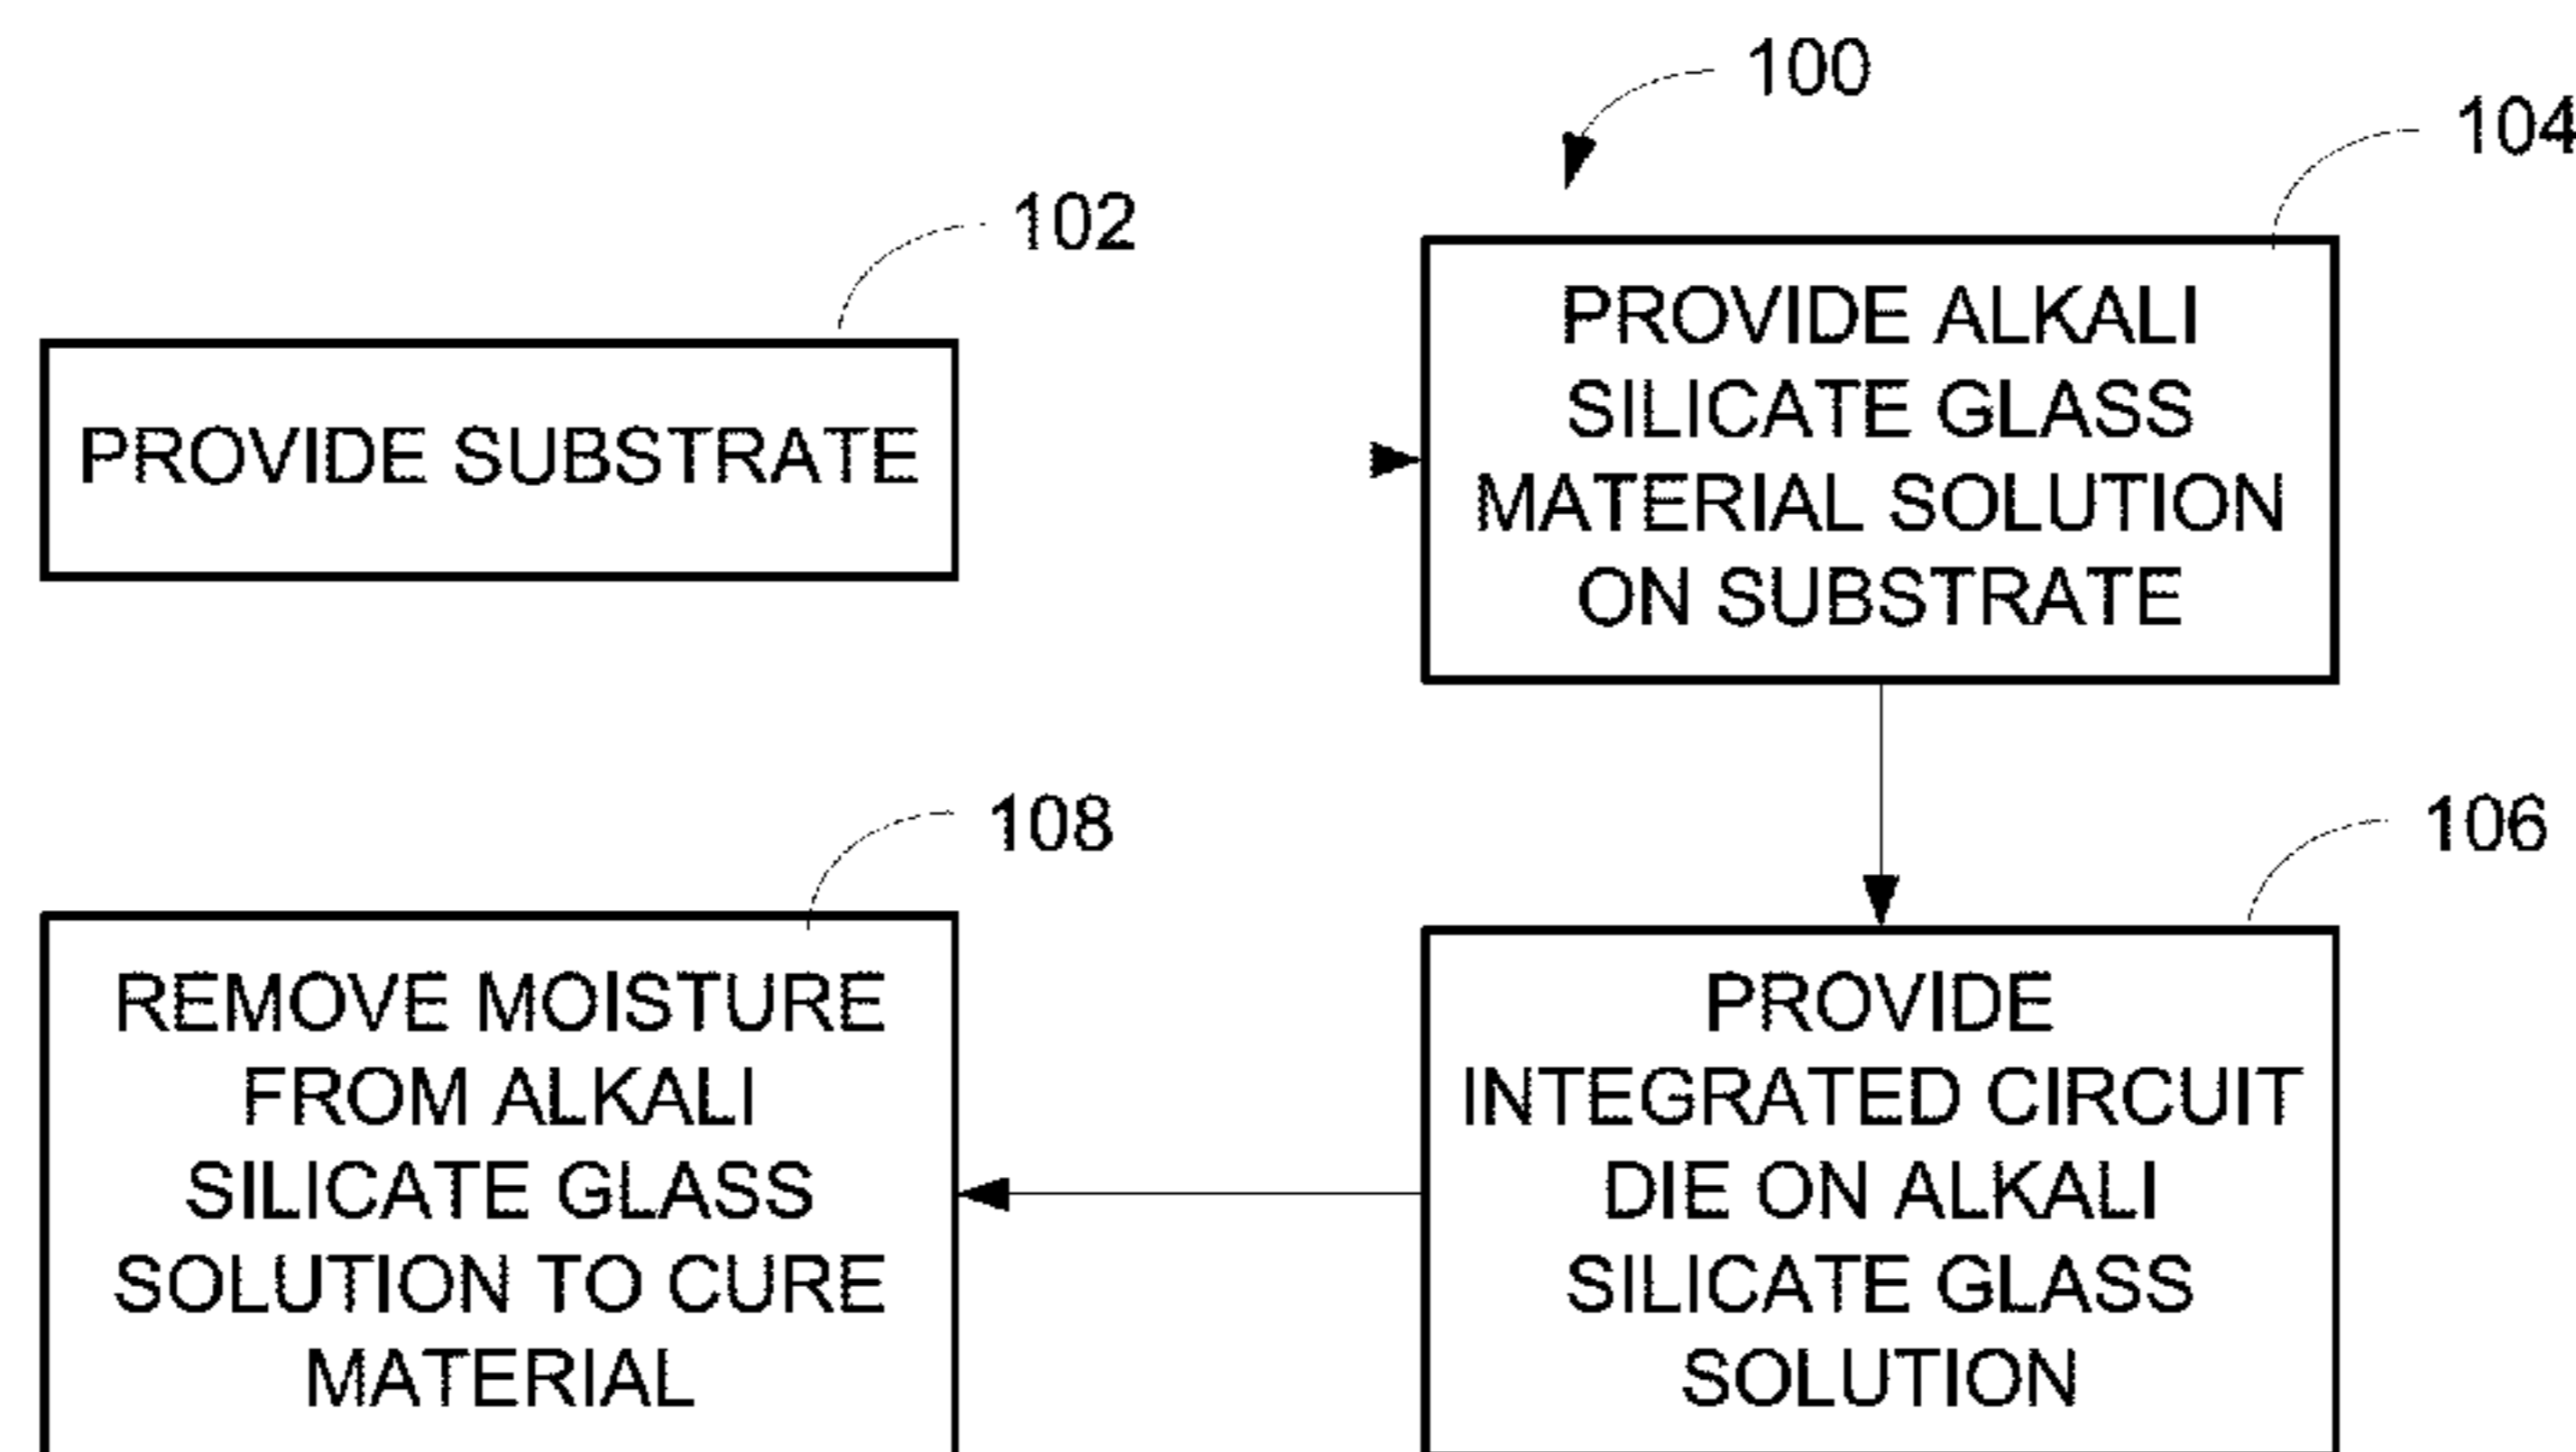 100
104
102
PROVIDE SUBSTRATE
PROVIDE ALKALI
SILICATE GLASS
MATERIAL SOLUTION
ON SUBSTRATE
108
106
REMOVE MOISTURE
FROM ALKALI
SILICATE GLASS
SOLUTION TO CURE
MATERIAL
PROVIDE
INTEGRATED CIRCUIT
DIE ON ALKALI
SILICATE GLASS
SOLUTION